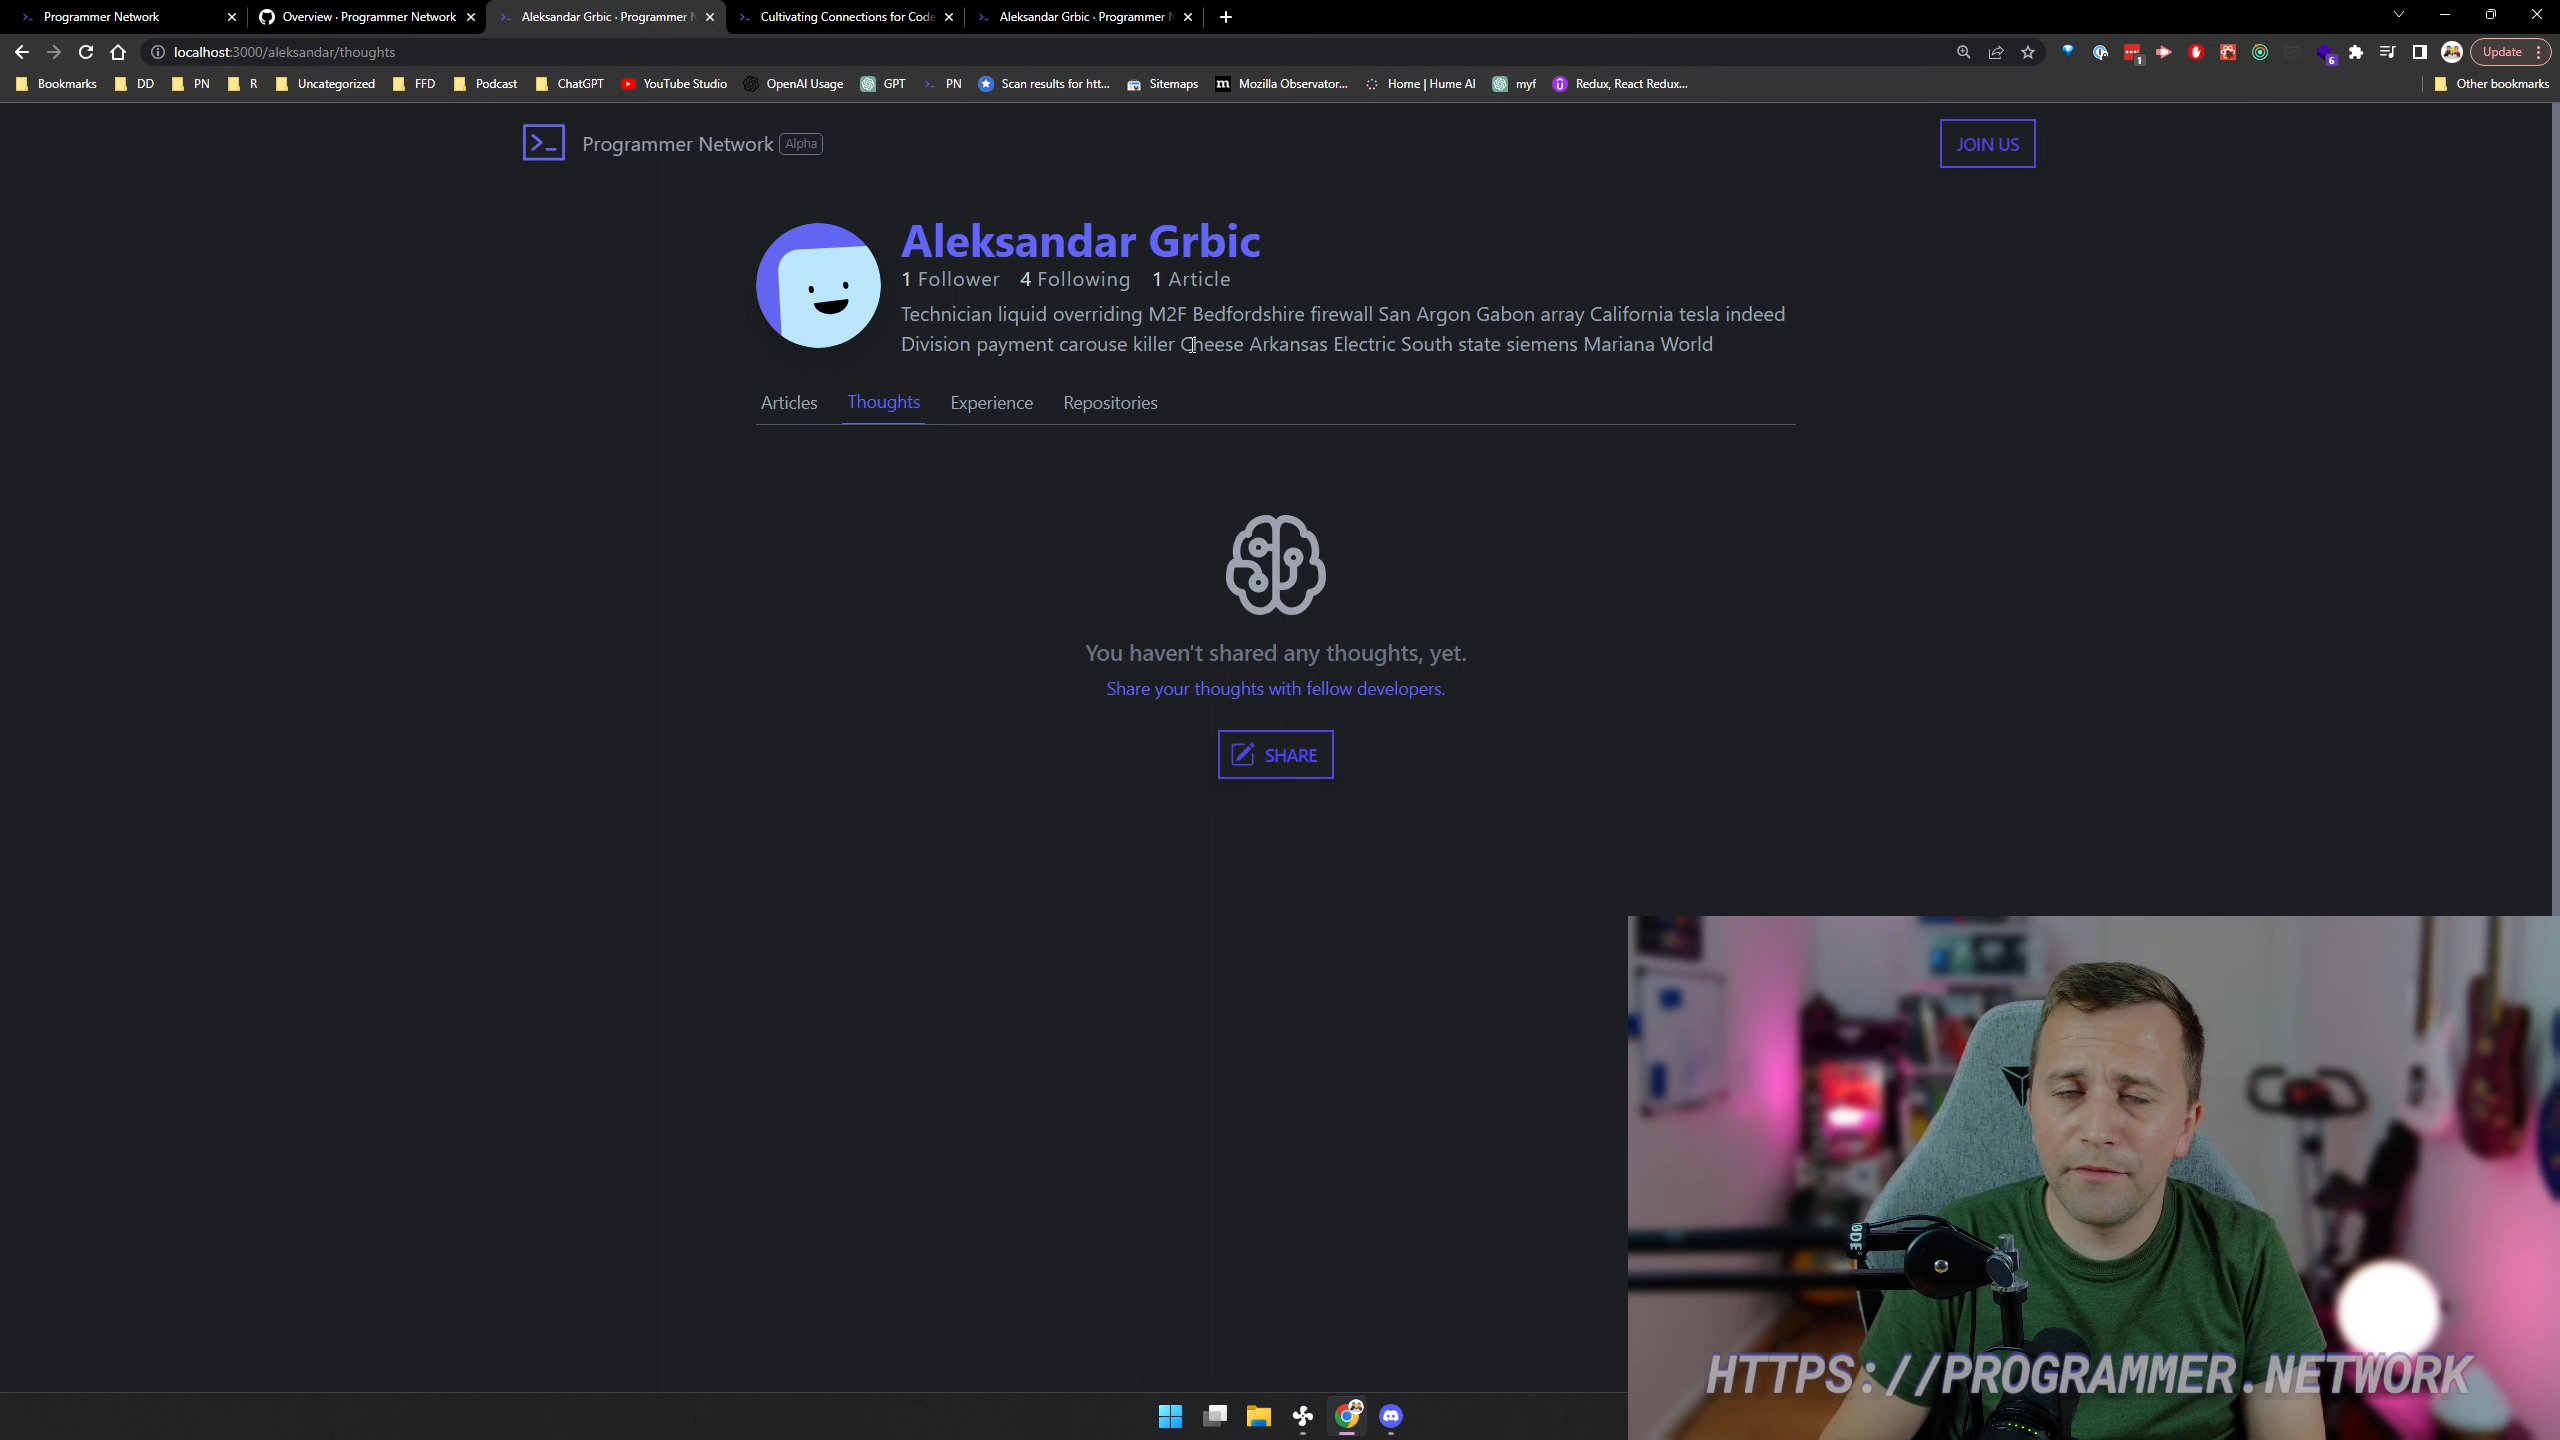 Programmer Network
Overview · Programmer Network
Aleksandar Grbic · Programmer N
Cultivating Connections for Code
Aleksandar Grbic · Programmer N
localhost:3000/aleksandar/thoughts
Update
Bookmarks
DD
PN
R
Uncategorized
FFD
Podcast
ChatGPT
YouTube Studio
OpenAI Usage
GPT
PN
Scan results for htt...
Sitemaps
Mozilla Observator...
Home | Hume AI
myf
Redux, React Redux...
Other bookmarks
Programmer Network
Alpha
JOIN US
Aleksandar Grbic
1 Follower 4 Following 1 Article
Technician liquid overriding M2F Bedfordshire firewall San Argon Gabon array California tesla indeed
Division payment carouse killer Cheese Arkansas Electric South state siemens Mariana World
Articles
Thoughts
Experience
Repositories
You haven't shared any thoughts, yet.
Share your thoughts with fellow developers.
SHARE
HTTPS://PROGRAMMER.NETWORK